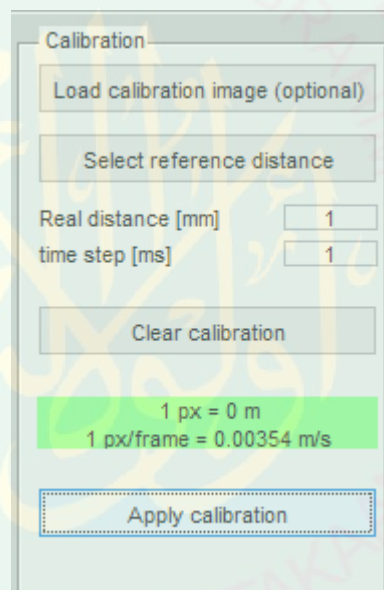 Calibration
Load calibration image (optional)
Select reference distance
Real distance [mm] 1
time step [ms] 1
Clear calibration
1 px = 0 m
1 px/frame = 0.00354 m/s
Apply calibration